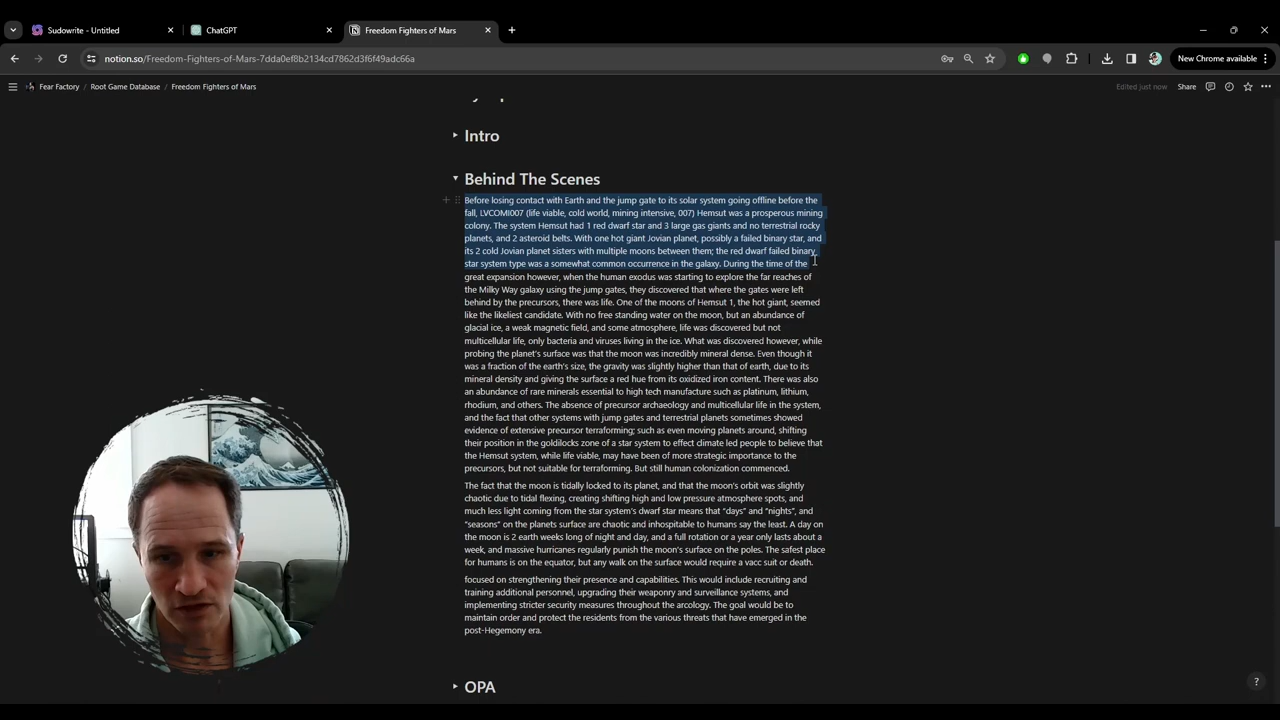 Sudowrite - Untitled
ChatGPT
Freedom Fighters of Mars
notion.so/Freedom-Fighters-of-Mars-7dda0ef8b2134cd7862d3f6f49adc66a
New Chrome available
Fear Factory / Root Game Database / Freedom Fighters of Mars
Edited just now
Share
Intro
Behind The Scenes
Before losing contact with Earth and the jump gate to its solar system going offline before the
fall, LVCOMI007 (life viable, cold world, mining intensive, 007) Hemsut was a prosperous mining
colony. The system Hemsut had 1 red dwarf star and 3 large gas giants and no terrestrial rocky
planets, and 2 asteroid belts. With one hot giant Jovian planet, possibly a failed binary star, and
its 2 cold Jovian planet sisters with multiple moons between them; the red dwarf failed binary
star system type was a somewhat common occurrence in the galaxy. During the time of the
great expansion however, when the human exodus was starting to explore the far reaches of
the Milky Way galaxy using the jump gates, they discovered that where the gates were left
behind by the precursors, there was life. One of the moons of Hemsut 1, the hot giant, seemed
like the likeliest candidate. With no free standing water on the moon, but an abundance of
glacial ice, a weak magnetic field, and some atmosphere, life was discovered but not
multicellular life, only bacteria and viruses living in the ice. What was discovered however, while
probing the planet's surface was that the moon was incredibly mineral dense. Even though it
was a fraction of the earth's size, the gravity was slightly higher than that of earth, due to its
mineral density and giving the surface a red hue from its oxidized iron content. There was also
an abundance of rare minerals essential to high tech manufacture such as platinum, lithium,
rhodium, and others. The absence of precursor archaeology and multicellular life in the system,
and the fact that other systems with jump gates and terrestrial planets sometimes showed
evidence of extensive precursor terraforming; such as even moving planets around, shifting
their position in the goldilocks zone of a star system to effect climate led people to believe that
the Hemsut system, while life viable, may have been of more strategic importance to the
precursors, but not suitable for terraforming. But still human colonization commenced.
The fact that the moon is tidally locked to its planet, and that the moon's orbit was slightly
chaotic due to tidal flexing, creating shifting high and low pressure atmosphere spots, and
much less light coming from the star system's dwarf star means that "days" and "nights", and
"seasons" on the planets surface are chaotic and inhospitable to humans say the least. A day on
the moon is 2 earth weeks long of night and day, and a full rotation or a year only lasts about a
week, and massive hurricanes regularly punish the moon's surface on the poles. The safest place
for humans is on the equator, but any walk on the surface would require a vacc suit or death.
focused on strengthening their presence and capabilities. This would include recruiting and
training additional personnel, upgrading their weaponry and surveillance systems, and
implementing stricter security measures throughout the arcology. The goal would be to
maintain order and protect the residents from the various threats that have emerged in the
post-Hegemony era.
OPA
?